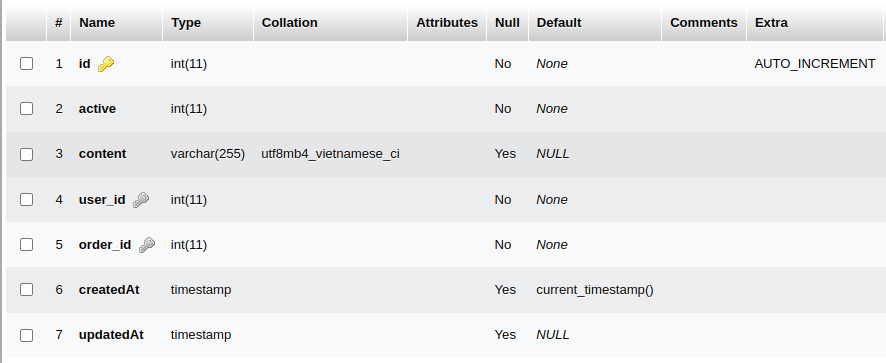 # Name Type Collation Attributes Null Default Comments Extra
1 id int(11) No None AUTO_INCREMENT
2 active int(11) No None
3 content varchar(255) utf8mb4_vietnamese_ci Yes NULL
4 user_id int(11) No None
5 order_id int(11) No None
6 createdAt timestamp Yes current_timestamp()
7 updatedAt timestamp Yes NULL